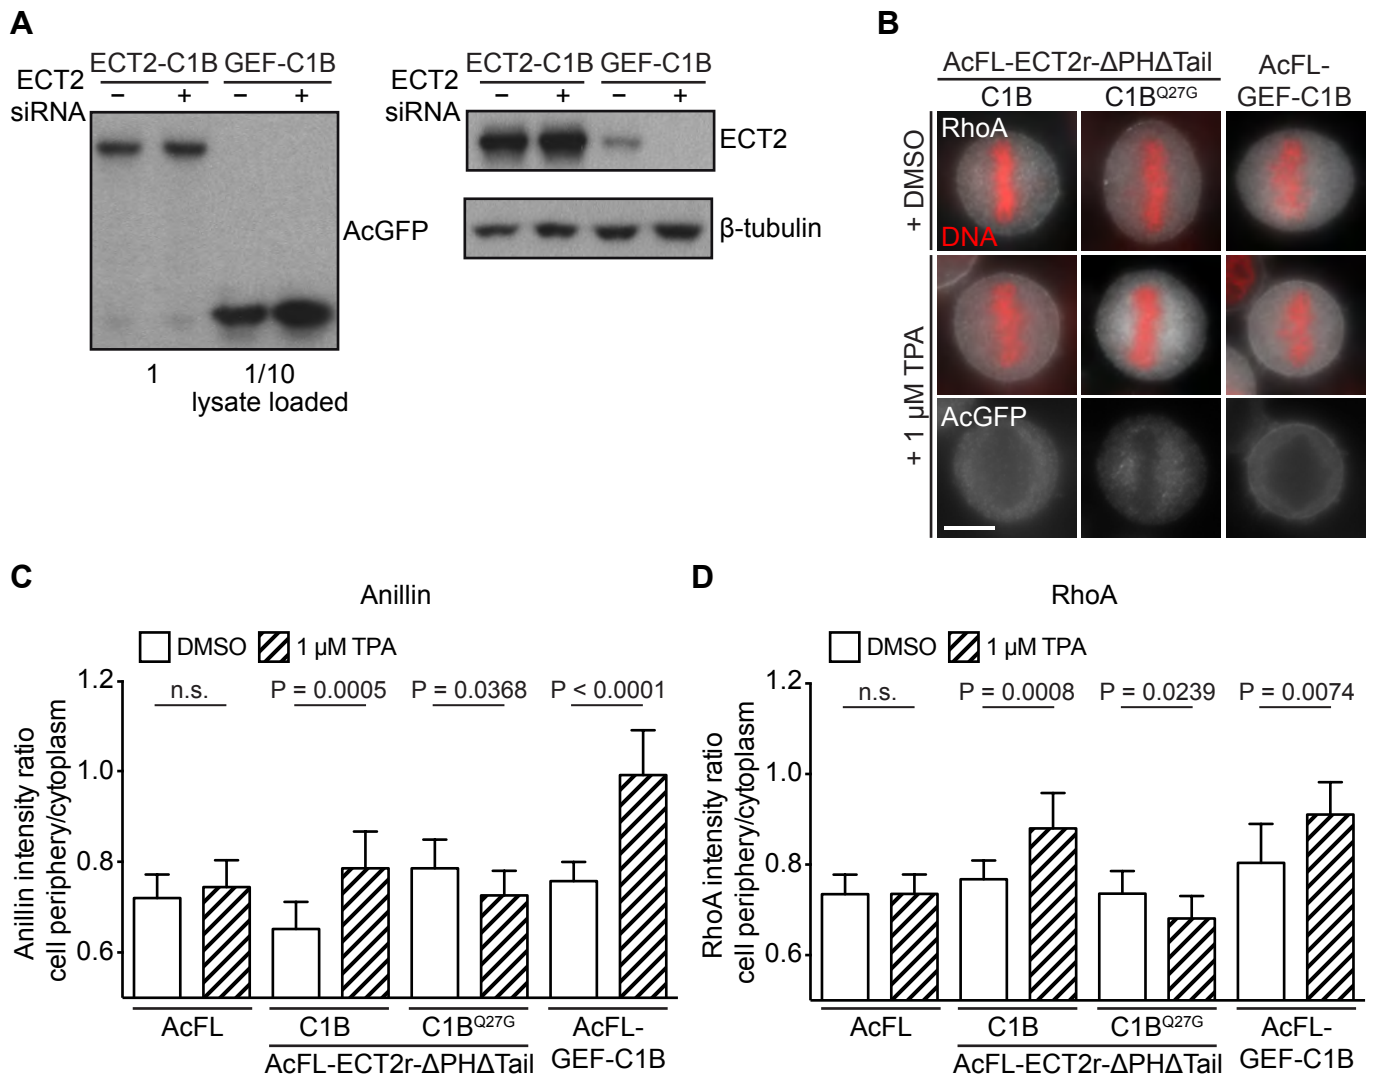 A
ECT2-C1B GEF-C1B
ECT2
siRNA
– + – +
AcGFP
1 1/10
lysate loaded
ECT2-C1B GEF-C1B
ECT2
siRNA
– + – +
ECT2
β-tubulin
B
AcFL-ECT2r-ΔPHΔTail
C1B C1BQ27G
AcFL-
GEF-C1B
+ DMSO
RhoA
DNA
+ 1 µM TPA
AcGFP
C
Anillin
DMSO 1 µM TPA
Anillin intensity ratio
cell periphery/cytoplasm
1.2
1.0
0.8
0.6
n.s. P = 0.0005 P = 0.0368 P < 0.0001
AcFL C1B C1BQ27G AcFL-
GEF-C1B
AcFL-ECT2r-ΔPHΔTail
D
RhoA
DMSO 1 µM TPA
RhoA intensity ratio
cell periphery/cytoplasm
1.2
1.0
0.8
0.6
n.s. P = 0.0008 P = 0.0239 P = 0.0074
AcFL C1B C1BQ27G AcFL-
GEF-C1B
AcFL-ECT2r-ΔPHΔTail